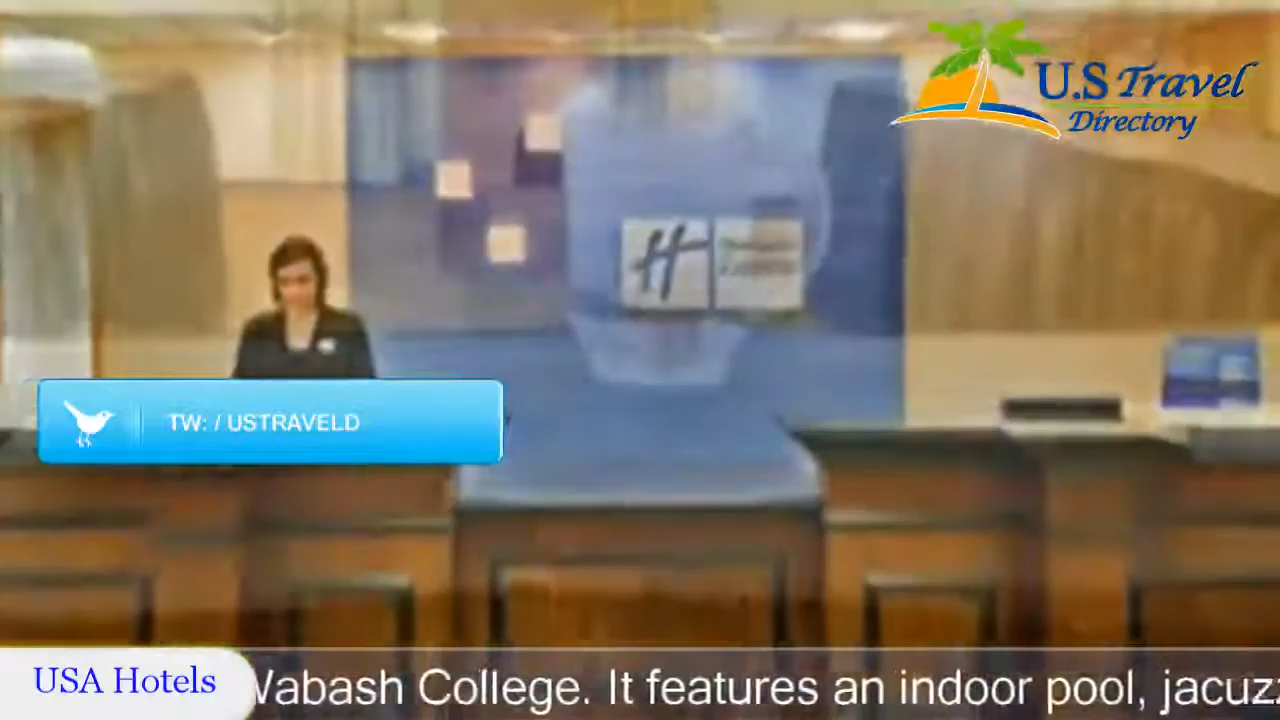 U.S Travel
Directory
H
TW: / USTRAVELD
USA Hotels
Wabash College. It features an indoor pool, jacuzz